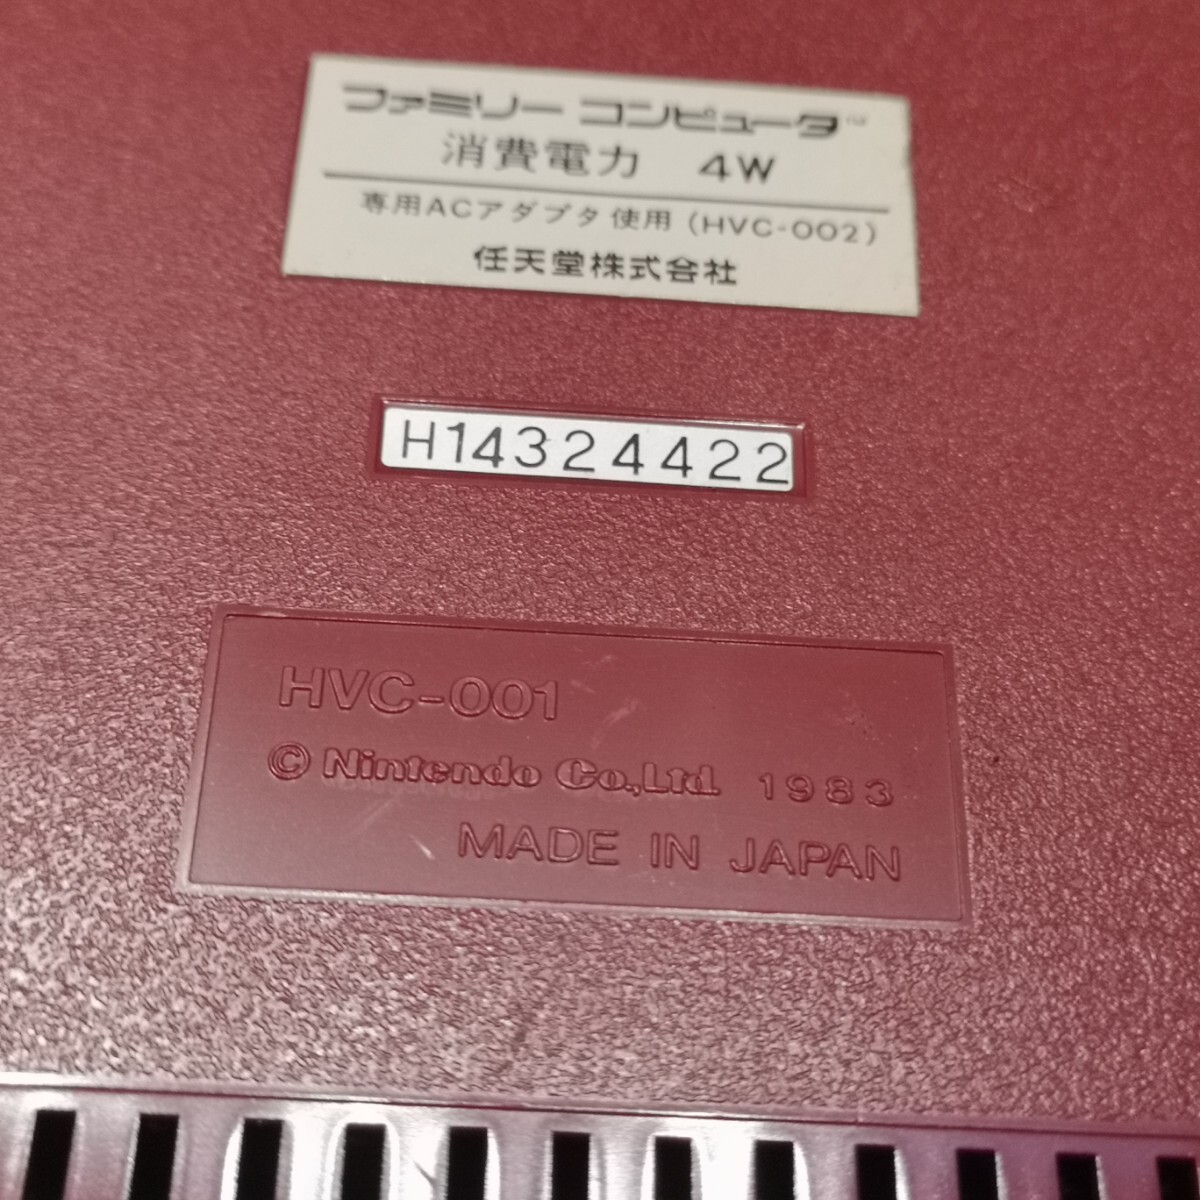 ファミリー コンピュータ™
消費電力 4W
専用ACアダプタ使用(HVC-002)
任天堂株式会社
H14324422
HVC-001
© Nintendo Co.,Ltd. 1983
MADE IN JAPAN